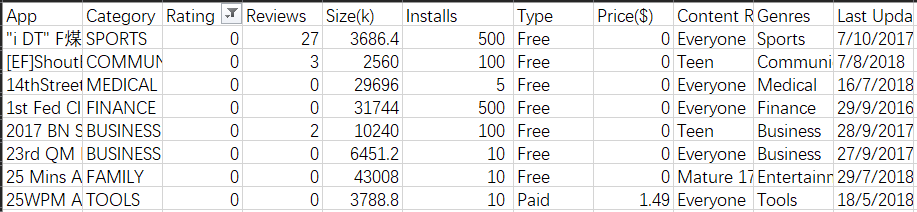 App Category Rating Reviews Size(k) Installs Type Price($) Content R Genres Last Upda
"i DT" F煤 SPORTS 0 27 3686.4 500 Free 0 Everyone Sports 7/10/2017
[EF]Shoutl COMMUN 0 3 2560 100 Free 0 Teen Communi 7/8/2018
14thStreet MEDICAL 0 0 29696 5 Free 0 Everyone Medical 16/7/2018
1st Fed Cl FINANCE 0 0 31744 500 Free 0 Everyone Finance 29/9/2016
2017 BN S BUSINESS 0 2 10240 100 Free 0 Teen Business 28/9/2017
23rd QM BUSINESS 0 0 6451.2 10 Free 0 Everyone Business 27/9/2017
25 Mins A FAMILY 0 0 43008 10 Free 0 Mature 17 Entertainn 29/7/2018
25WPM A TOOLS 0 0 3788.8 10 Paid 1.49 Everyone Tools 18/5/2018